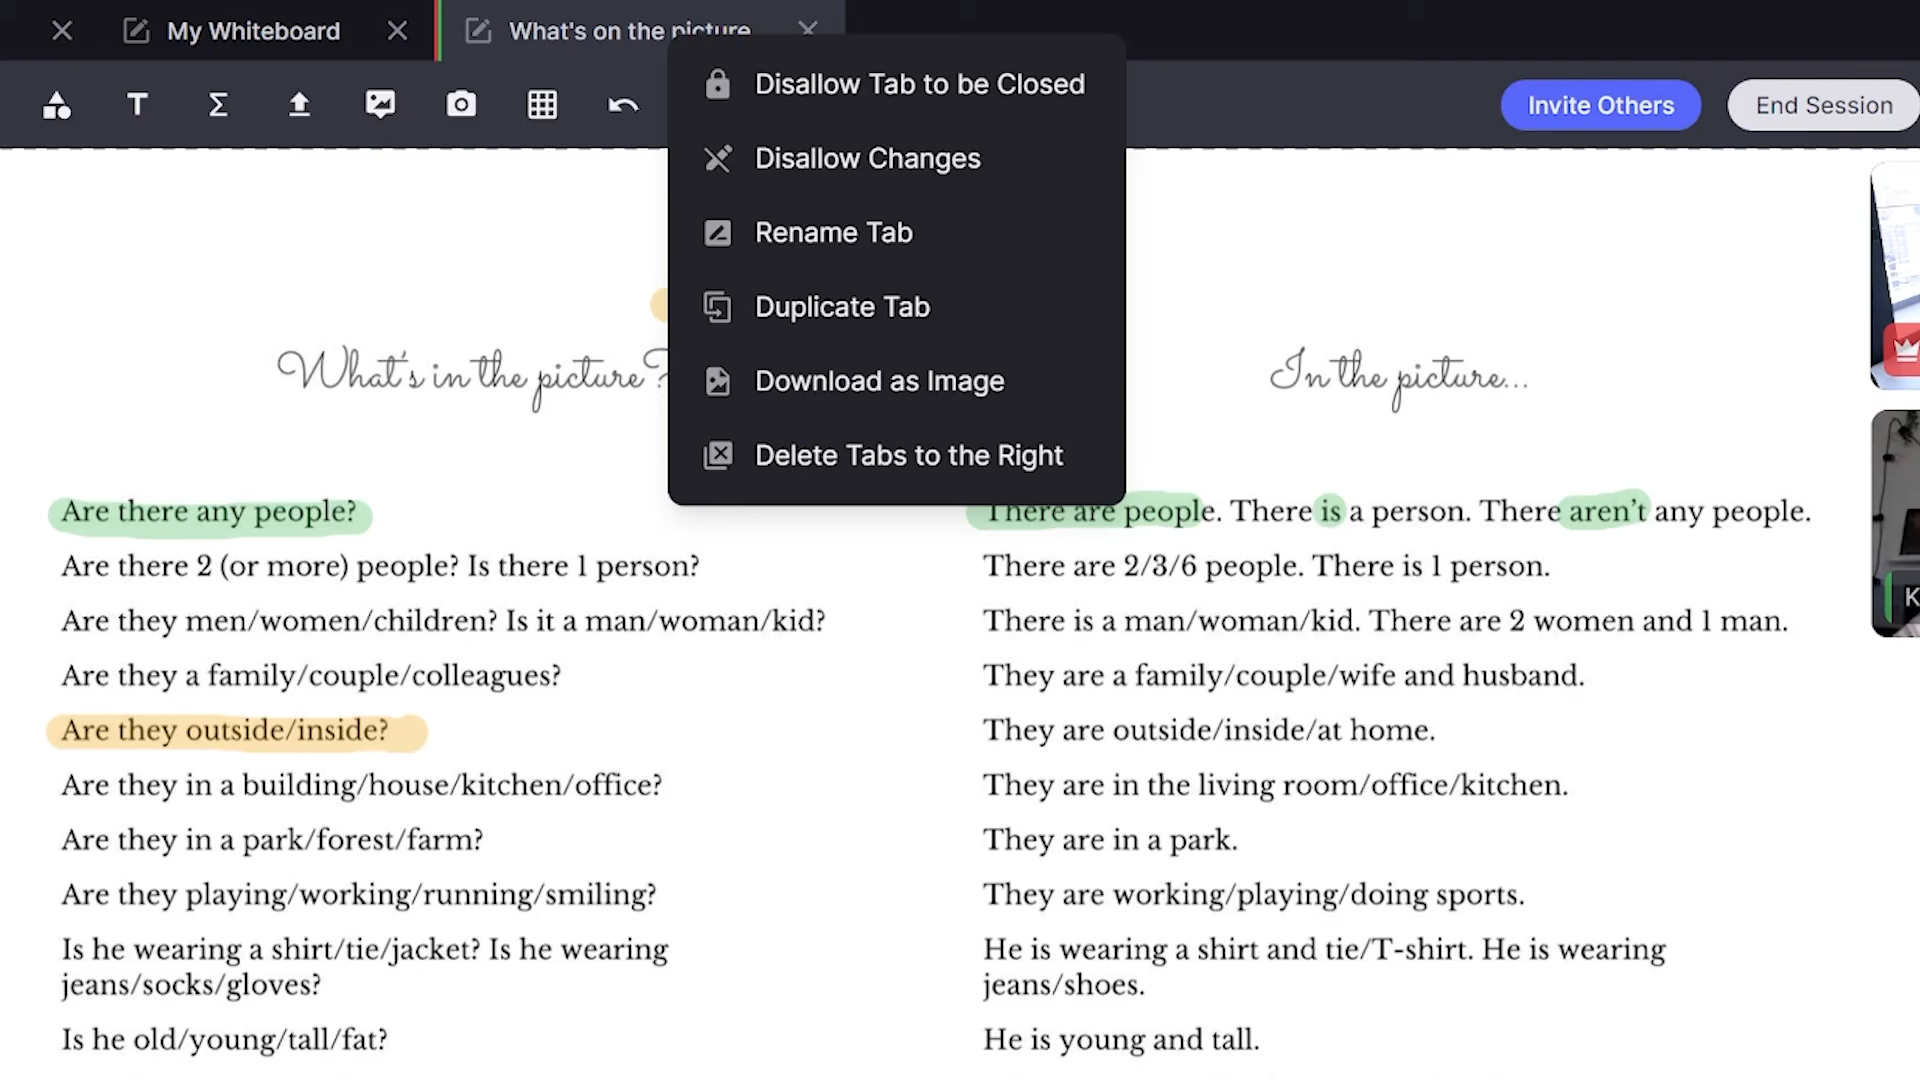 My Whiteboard
What's on the picture
Disallow Tab to be Closed
Disallow Changes
Rename Tab
Duplicate Tab
Download as Image
Delete Tabs to the Right
Invite Others
End Session
What's in the picture?
Are there any people?
Are there 2 (or more) people? Is there 1 person?
Are they men/women/children? Is it a man/woman/kid?
Are they a family/couple/colleagues?
Are they outside/inside?
Are they in a building/house/kitchen/office?
Are they in a park/forest/farm?
Are they playing/working/running/smiling?
Is he wearing a shirt/tie/jacket? Is he wearing
jeans/socks/gloves?
Is he old/young/tall/fat?
In the picture...
There are people. There is a person. There aren't any people.
There are 2/3/6 people. There is 1 person.
There is a man/woman/kid. There are 2 women and 1 man.
They are a family/couple/wife and husband.
They are outside/inside/at home.
They are in the living room/office/kitchen.
They are in a park.
They are working/playing/doing sports.
He is wearing a shirt and tie/T-shirt. He is wearing
jeans/shoes.
He is young and tall.
K